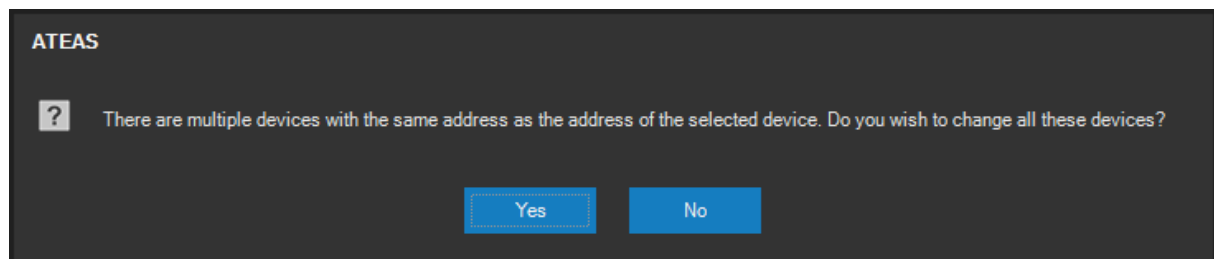 ATEAS
? There are multiple devices with the same address as the address of the selected device. Do you wish to change all these devices?
Yes No